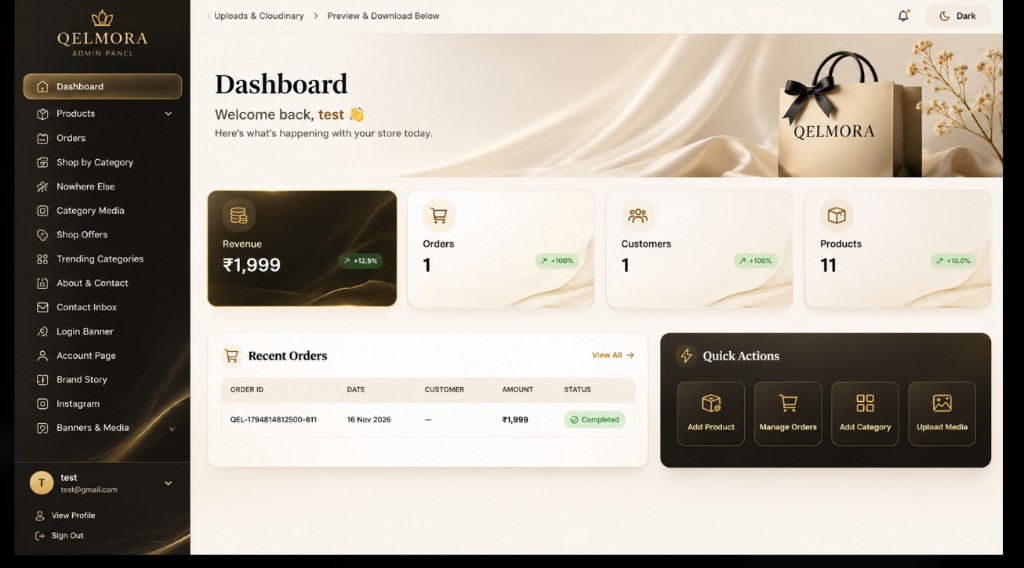 QELMORA
ADMIN PANEL
Dashboard
Products
Orders
Shop by Category
Nowhere Else
Category Media
Shop Offers
Trending Categories
About & Contact
Contact Inbox
Login Banner
Account Page
Brand Story
Instagram
Banners & Media
T
test
test@gmail.com
View Profile
Sign Out
Uploads & Cloudinary > Preview & Download Below
Dark
Dashboard
Welcome back, test 👋
Here's what's happening with your store today.
QELMORA
Revenue
₹1,999
+12.5%
Orders
1
+100%
Customers
1
+100%
Products
11
+10.0%
Recent Orders
View All →
ORDER ID DATE CUSTOMER AMOUNT STATUS
QEL-1794814812500-811 16 Nov 2026 — ₹1,999 Completed
Quick Actions
Add Product
Manage Orders
Add Category
Upload Media